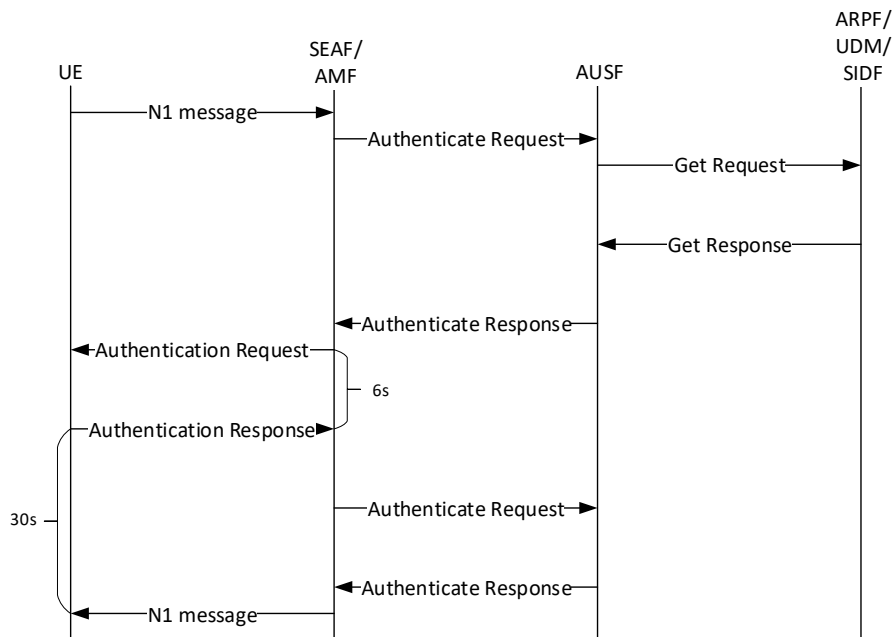 ARPF/
UDM/
SIDF
SEAF/
AMF
UE
AUSF
N1 message
Authenticate Request
Get Request
Get Response
Authenticate Response
Authentication Request
6s
Authentication Response
30s
Authenticate Request
Authenticate Response
N1 message